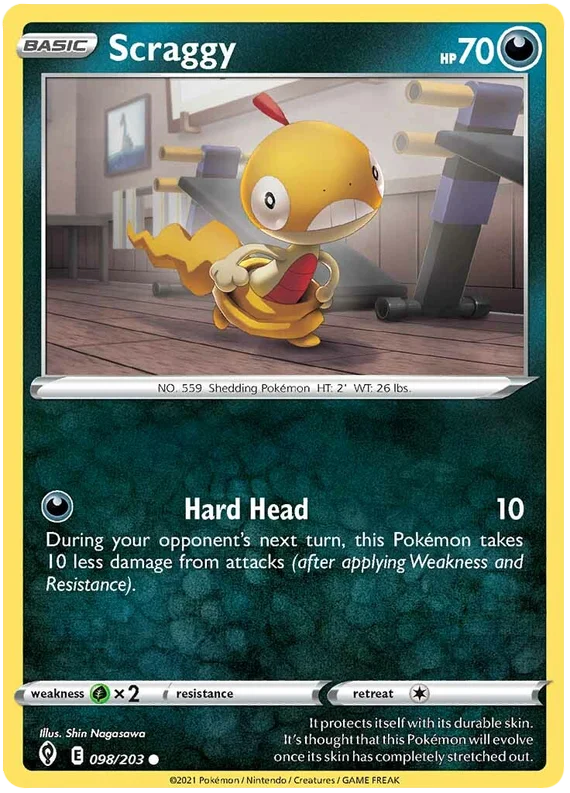 BASIC Scraggy HP 70
NO. 559 Shedding Pokémon HT: 2' WT: 26 lbs.
Hard Head 10
During your opponent's next turn, this Pokémon takes
10 less damage from attacks (after applying Weakness and
Resistance).
weakness ×2 resistance retreat
Illus. Shin Nagasawa
It protects itself with its durable skin.
It's thought that this Pokémon will evolve
once its skin has completely stretched out.
E 098/203
©2021 Pokémon / Nintendo / Creatures / GAME FREAK